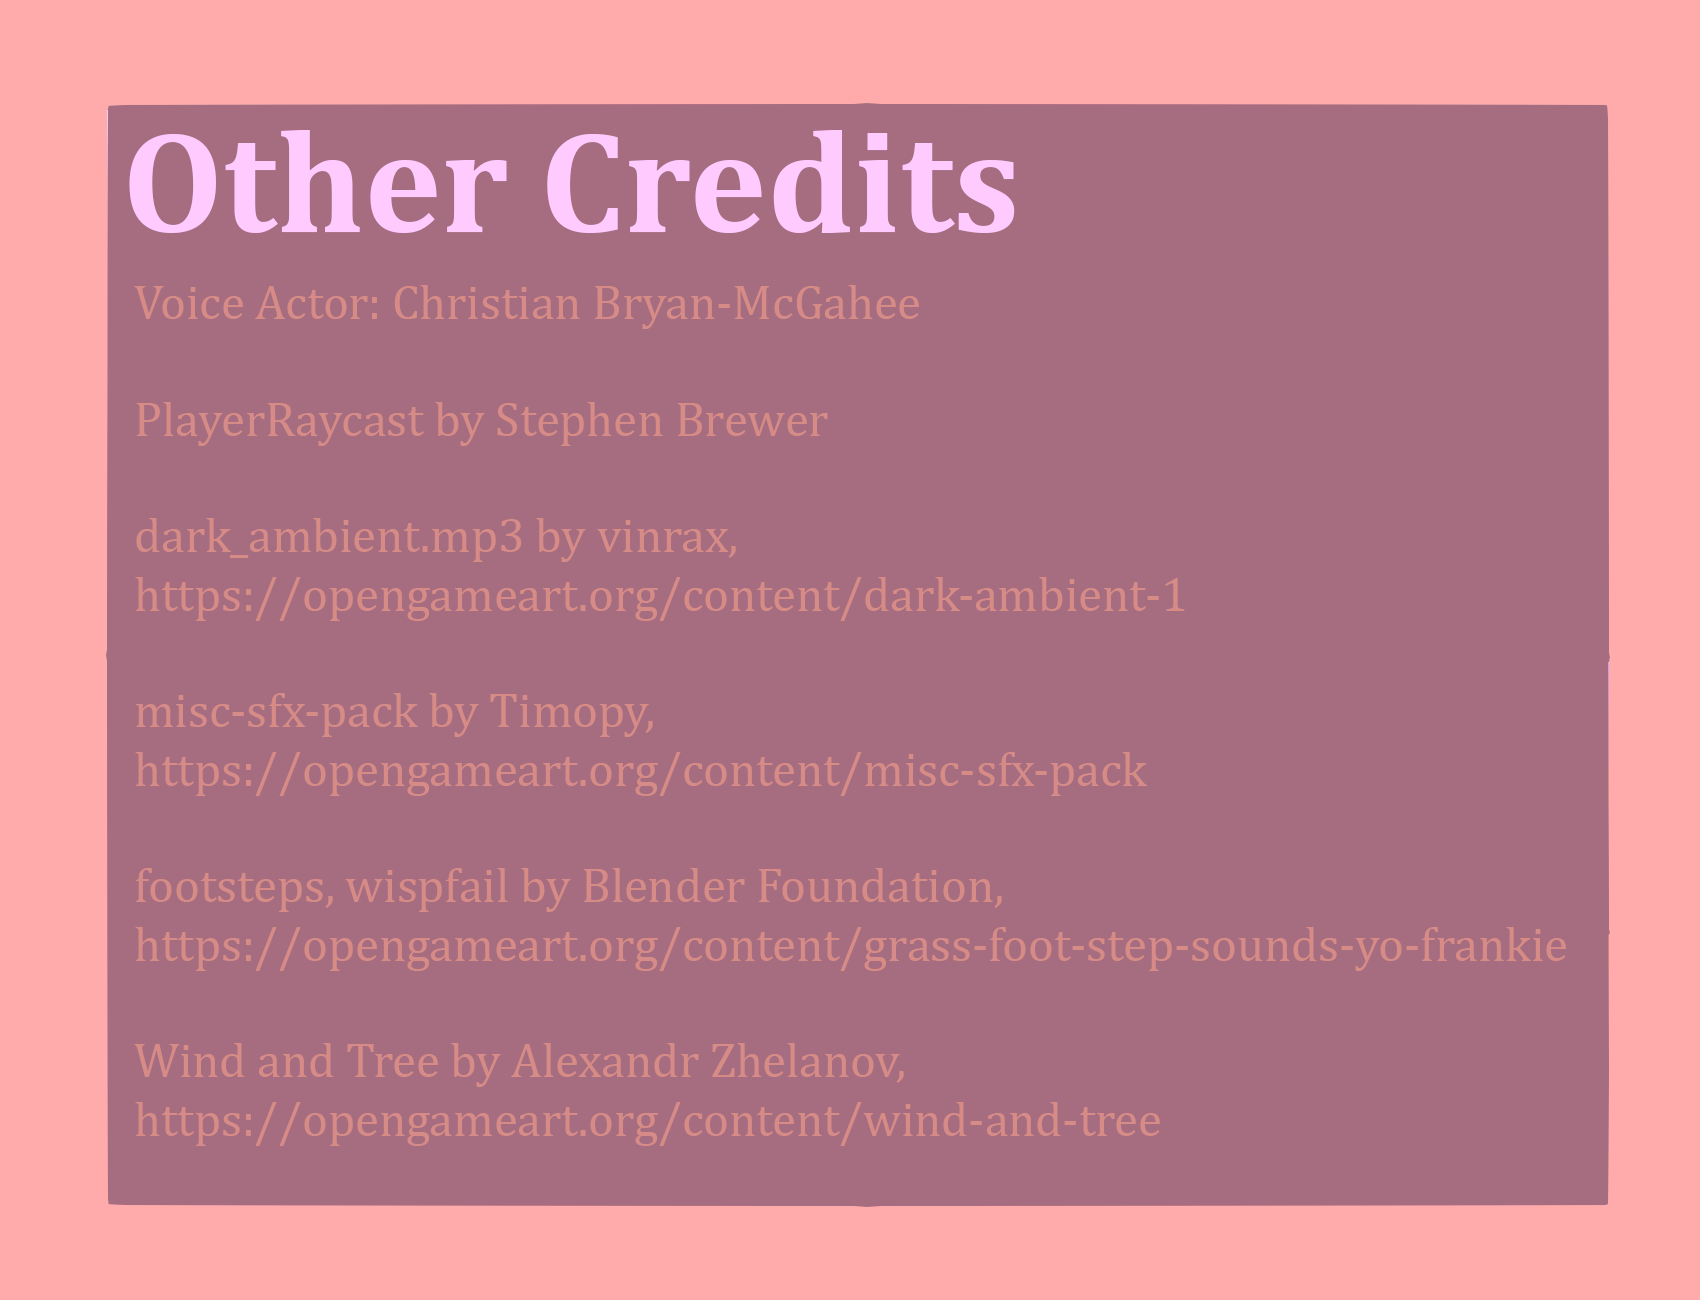 Other Credits
Voice Actor: Christian Bryan-McGahee
PlayerRaycast by Stephen Brewer
dark_ambient.mp3 by vinrax,
https://opengameart.org/content/dark-ambient-1
misc-sfx-pack by Timopy,
https://opengameart.org/content/misc-sfx-pack
footsteps, wispfail by Blender Foundation,
https://opengameart.org/content/grass-foot-step-sounds-yo-frankie
Wind and Tree by Alexandr Zhelanov,
https://opengameart.org/content/wind-and-tree